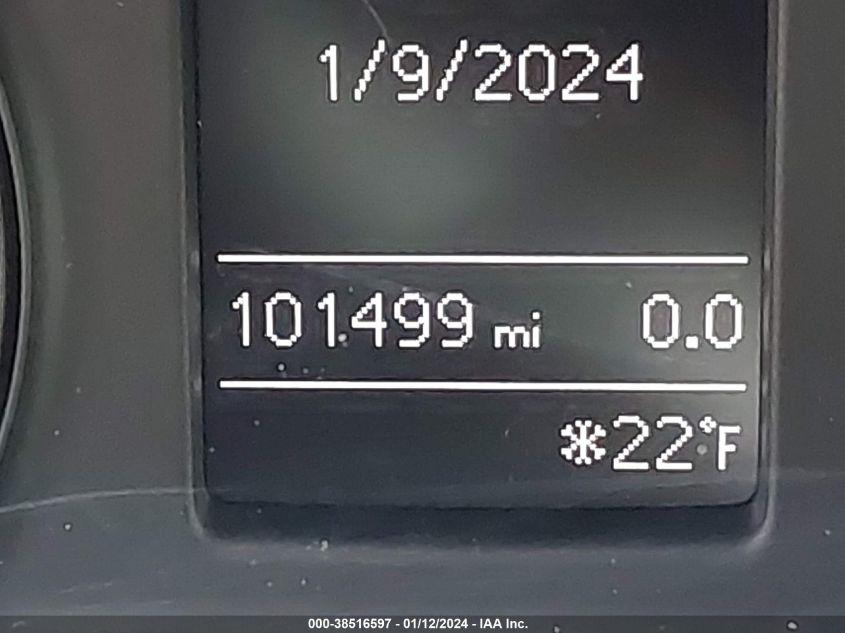 1/9/2024
101499 mi 0.0
*22°F
000-38516597 - 01/12/2024 - IAA Inc.